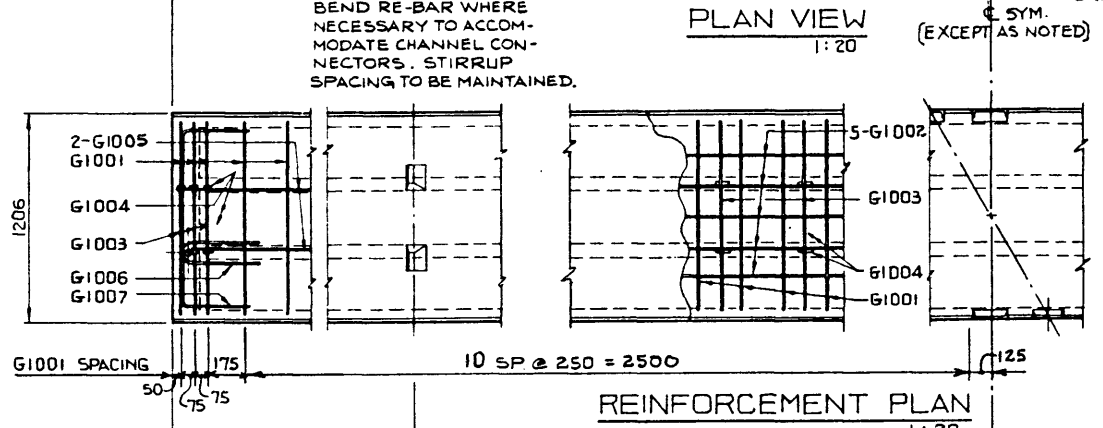 BEND RE-BAR WHERE
NECESSARY TO ACCOM-
MODATE CHANNEL CON-
NECTORS. STIRRUP
SPACING TO BE MAINTAINED.
PLAN VIEW
1:20
℄ SYM.
(EXCEPT AS NOTED)
2-G1005
G1001
G1004
G1003
G1006
G1007
1206
5-G1002
G1003
G1004
G1001
G1001 SPACING
175
50
75
75
10 SP @ 250 = 2500
125
REINFORCEMENT PLAN